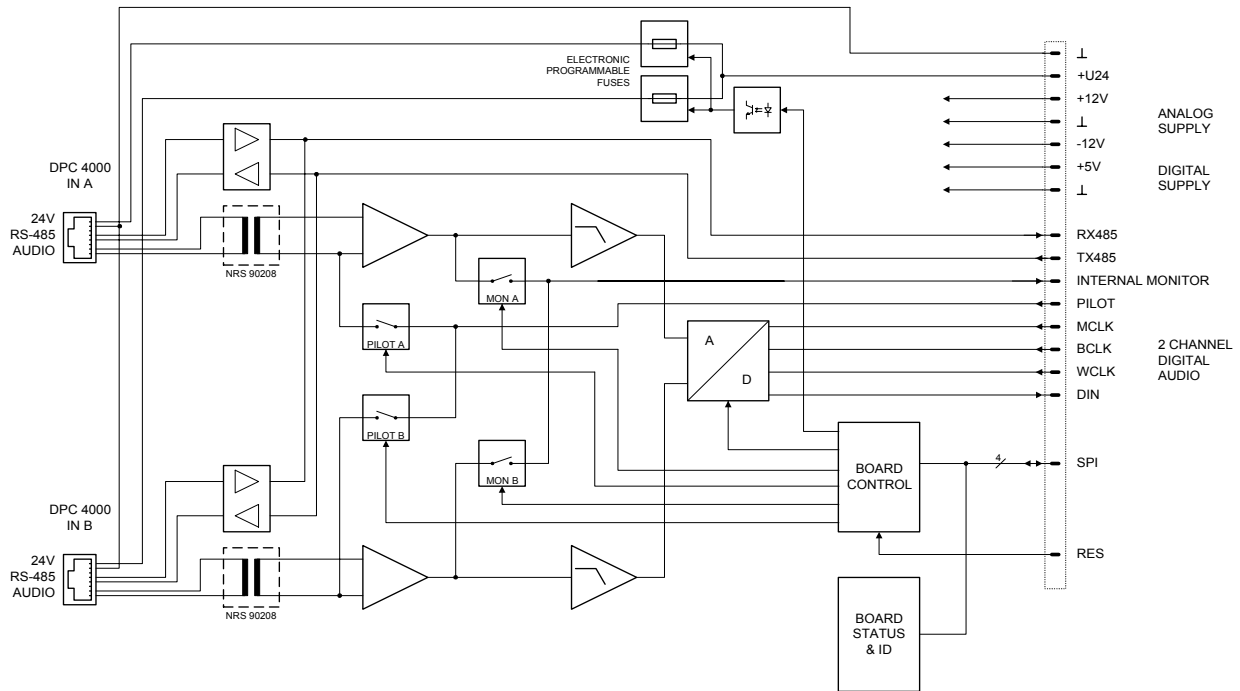 ELECTRONIC
PROGRAMMABLE
FUSES
⊥
+U24
+12V
⊥
-12V
+5V
⊥
ANALOG
SUPPLY
DIGITAL
SUPPLY
DPC 4000
IN A
24V
RS-485
AUDIO
NRS 90208
MON A
PILOT A
RX485
TX485
INTERNAL MONITOR
PILOT
MCLK
BCLK
WCLK
DIN
2 CHANNEL
DIGITAL
AUDIO
A
D
PILOT B
MON B
BOARD
CONTROL
4
SPI
DPC 4000
IN B
24V
RS-485
AUDIO
NRS 90208
RES
BOARD
STATUS
& ID